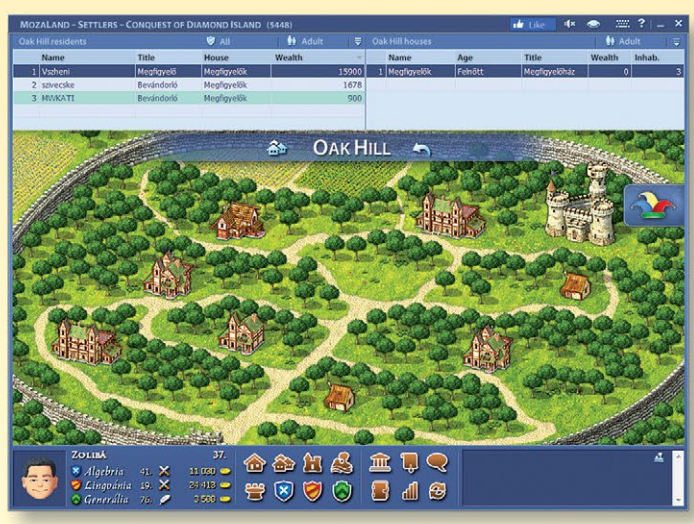 MOZALAND – SETTLERS – CONQUEST OF DIAMOND ISLAND (5448) Like ? _ ×
Oak Hill residents All Adult Oak Hill houses Adult
Name Title House Wealth Name Age Title Wealth Inhab.
1 Vscheni Megfigyelő Megfigyelők 15900 1 Megfigyelők Felnőtt Megfigyelőház 0 3
2 szivecske Bevándorló Megfigyelők 1678
3 MWKATI Bevándorló Megfigyelők 900
OAK HILL
ZOLIBÁ 37.
Algebria 41. 11 030
Lingvánia 19. 24 413
Generália 76. 3 508